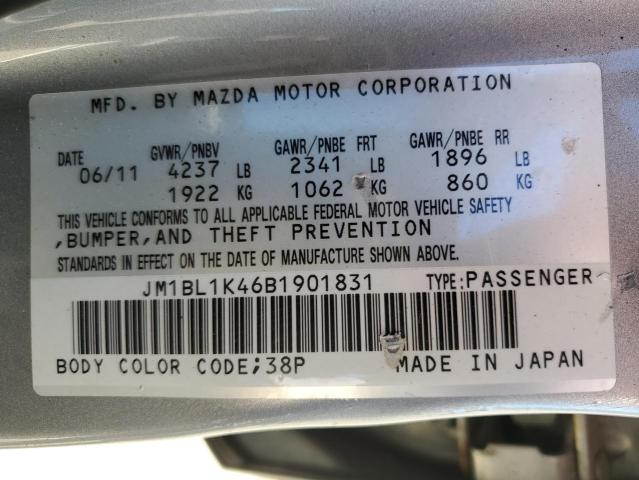 MFD. BY MAZDA MOTOR CORPORATION
DATE GVWR/PNBV GAWR/PNBE FRT GAWR/PNBE RR
06/11 4237 LB 2341 LB 1896 LB
1922 KG 1062 KG 860 KG
THIS VEHICLE CONFORMS TO ALL APPLICABLE FEDERAL MOTOR VEHICLE SAFETY
,BUMPER,AND THEFT PREVENTION
STANDARDS IN EFFECT ON THE DATE OF MANUFACTURE SHOWN ABOVE.
JM1BL1K46B1901831 TYPE:PASSENGER
BODY COLOR CODE;38P MADE IN JAPAN